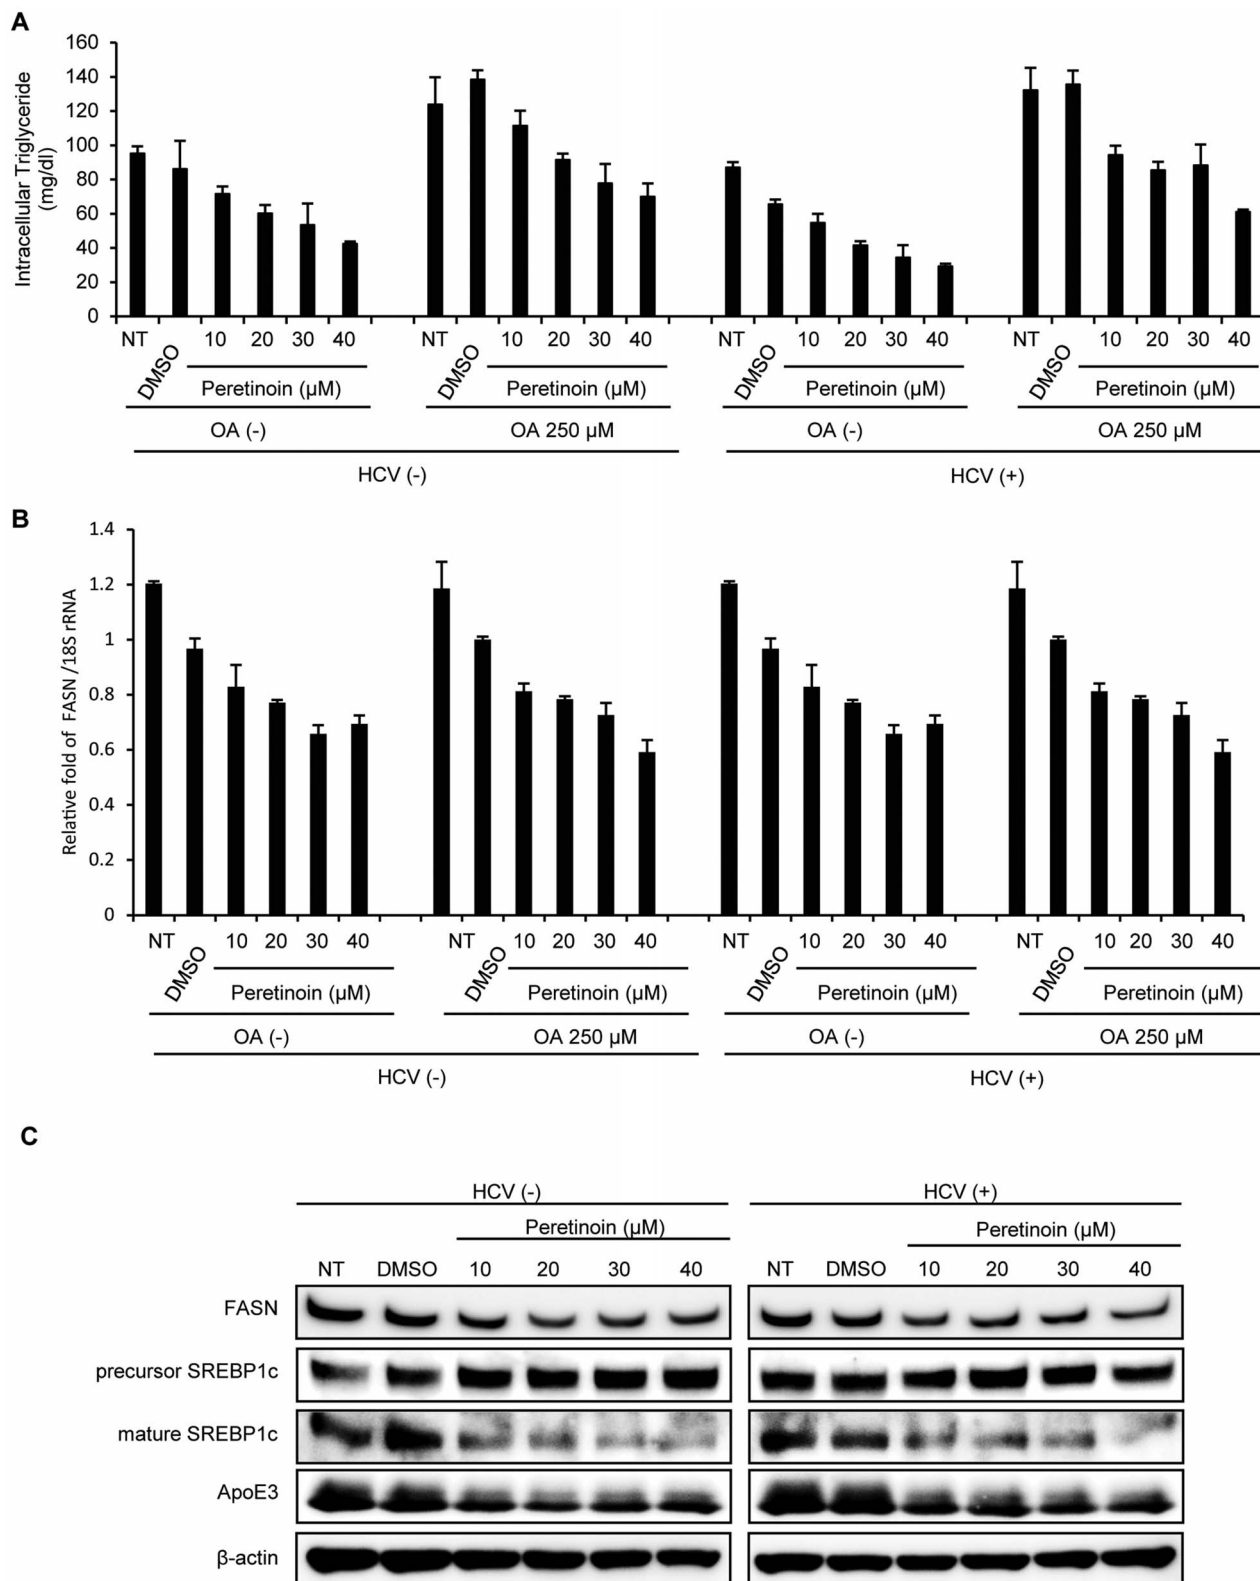 A
Intracellular Triglyceride
(mg/dl)
160
140
120
100
80
60
40
20
0
NT DMSO 10 20 30 40 NT DMSO 10 20 30 40 NT DMSO 10 20 30 40 NT DMSO 10 20 30 40
Peretinoin (µM) Peretinoin (µM) Peretinoin (µM) Peretinoin (µM)
OA (-) OA 250 µM OA (-) OA 250 µM
HCV (-) HCV (+)
B
Relative fold of FASN /18S rRNA
1.4
1.2
1
0.8
0.6
0.4
0.2
0
NT DMSO 10 20 30 40 NT DMSO 10 20 30 40 NT DMSO 10 20 30 40 NT DMSO 10 20 30 40
Peretinoin (µM) Peretinoin (µM) Peretinoin (µM) Peretinoin (µM)
OA (-) OA 250 µM OA (-) OA 250 µM
HCV (-) HCV (+)
C
HCV (-) HCV (+)
Peretinoin (µM) Peretinoin (µM)
NT DMSO 10 20 30 40 NT DMSO 10 20 30 40
FASN
precursor SREBP1c
mature SREBP1c
ApoE3
β-actin